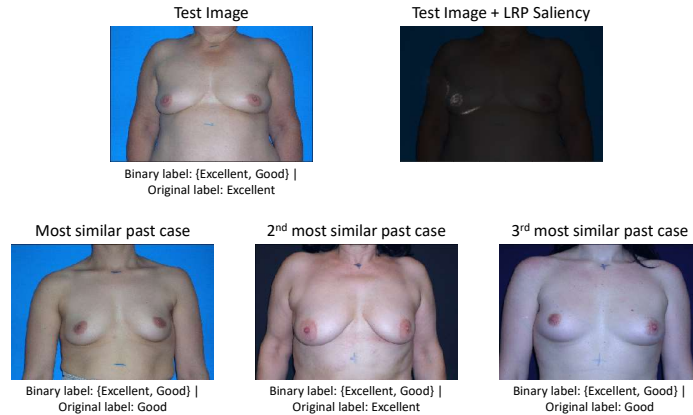 Test Image
Test Image + LRP Saliency
Binary label: {Excellent, Good} |
Original label: Excellent
Most similar past case
2nd most similar past case
3rd most similar past case
Binary label: {Excellent, Good} |
Original label: Good
Binary label: {Excellent, Good} |
Original label: Excellent
Binary label: {Excellent, Good} |
Original label: Good